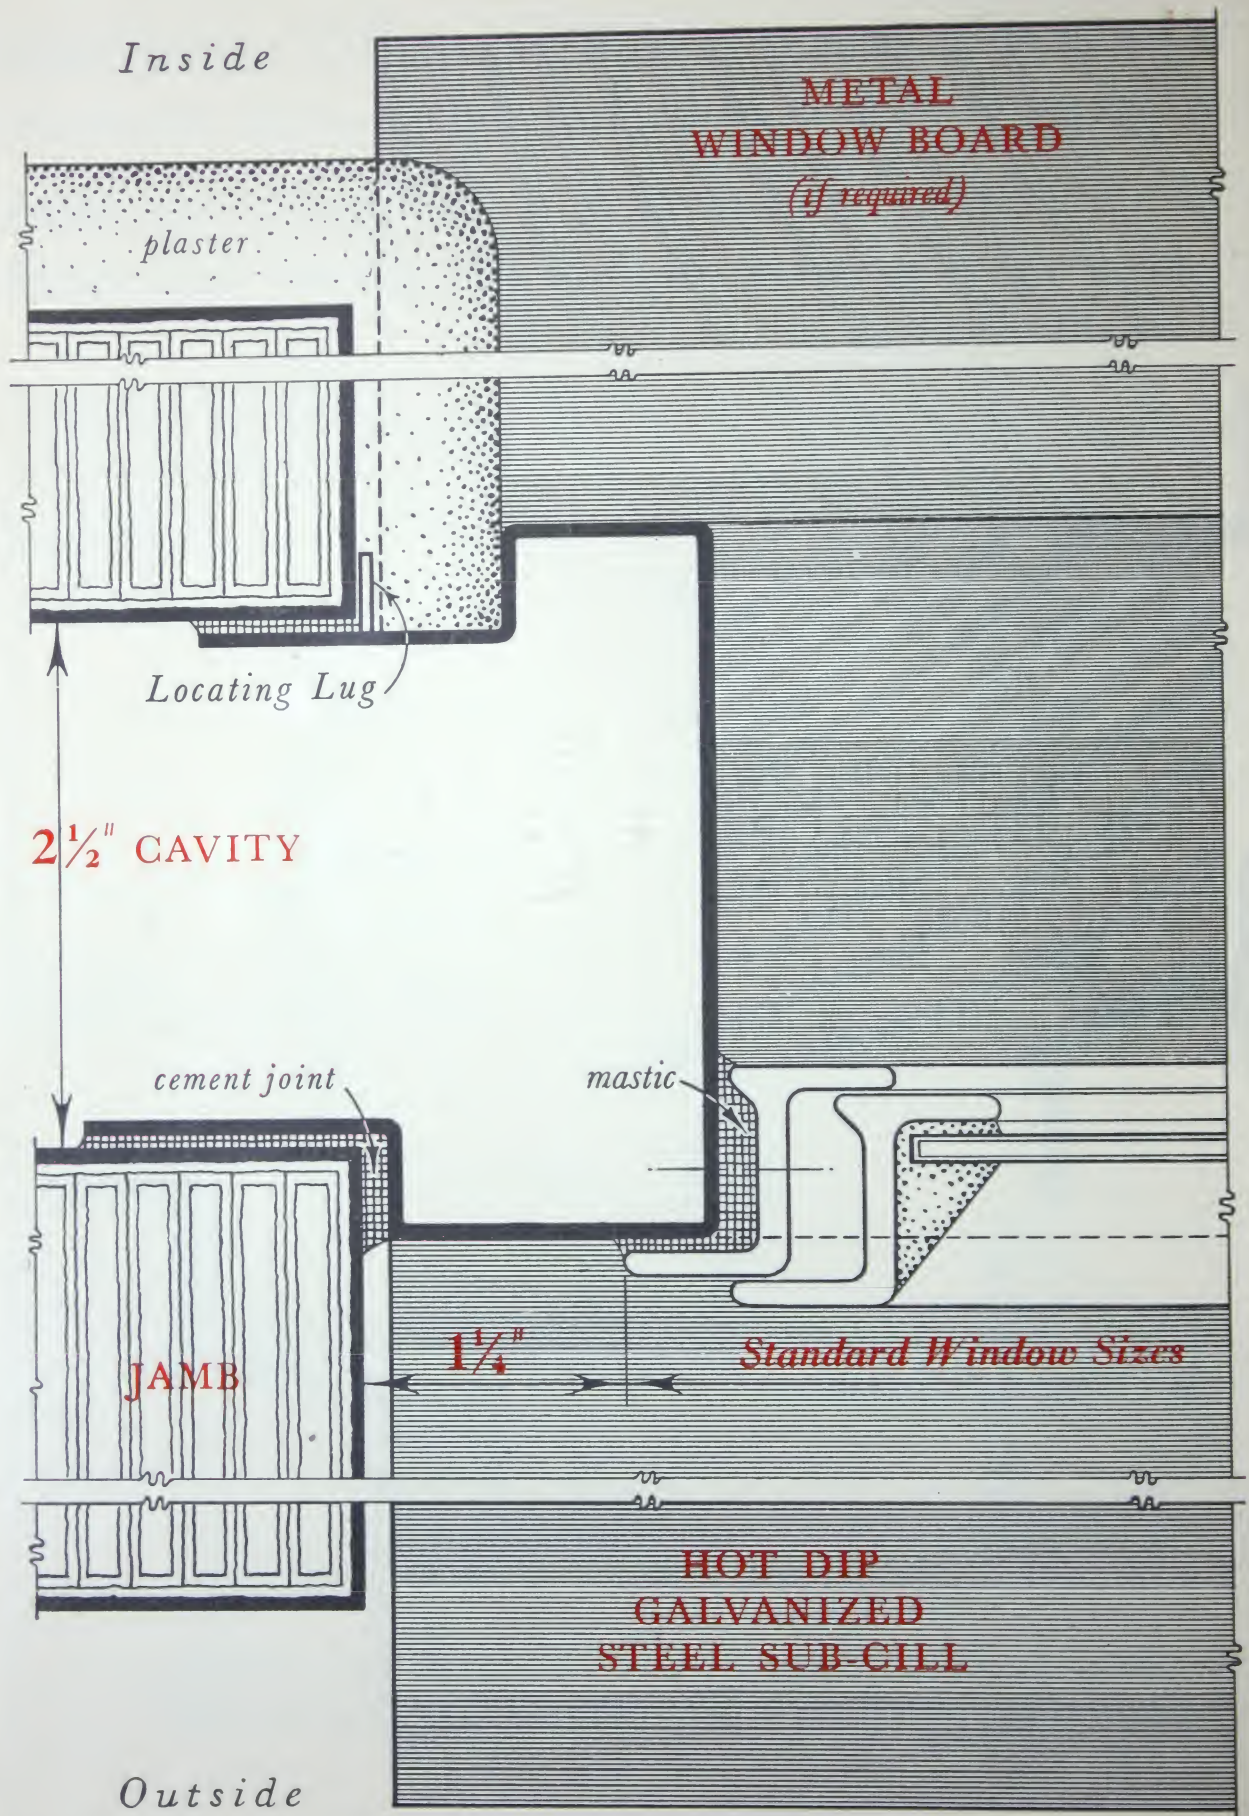 Inside
METAL
WINDOW BOARD
(if required)
plaster
Locating Lug
2½" CAVITY
cement joint
mastic
1¼"
Standard Window Sizes
JAMB
HOT DIP
GALVANIZED
STEEL SUB-CILL
Outside